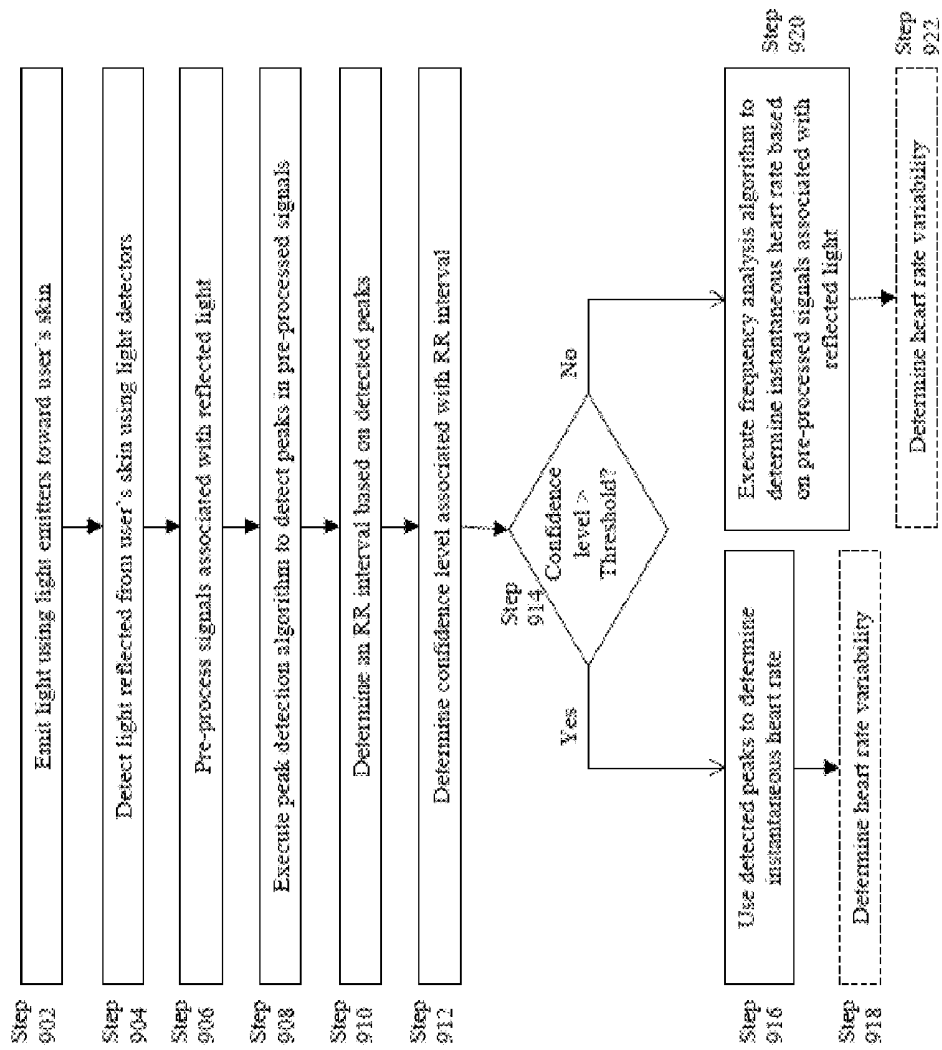 Step
902
Emit light using light emitters toward user's skin
Step
904
Detect light reflected from user's skin using light detectors
Step
906
Pre-process signals associated with reflected light
Step
908
Execute peak detection algorithm to detect peaks in pre-processed signals
Step
910
Determine an RR interval based on detected peaks
Step
912
Determine confidence level associated with RR interval
Step
914
Confidence
level >
Threshold?
Yes
No
Step
916
Use detected peaks to determine
instantaneous heart rate
Step
918
Determine heart rate variability
Step
920
Execute frequency analysis algorithm to
determine instantaneous heart rate based
on pre-processed signals associated with
reflected light
Step
922
Determine heart rate variability